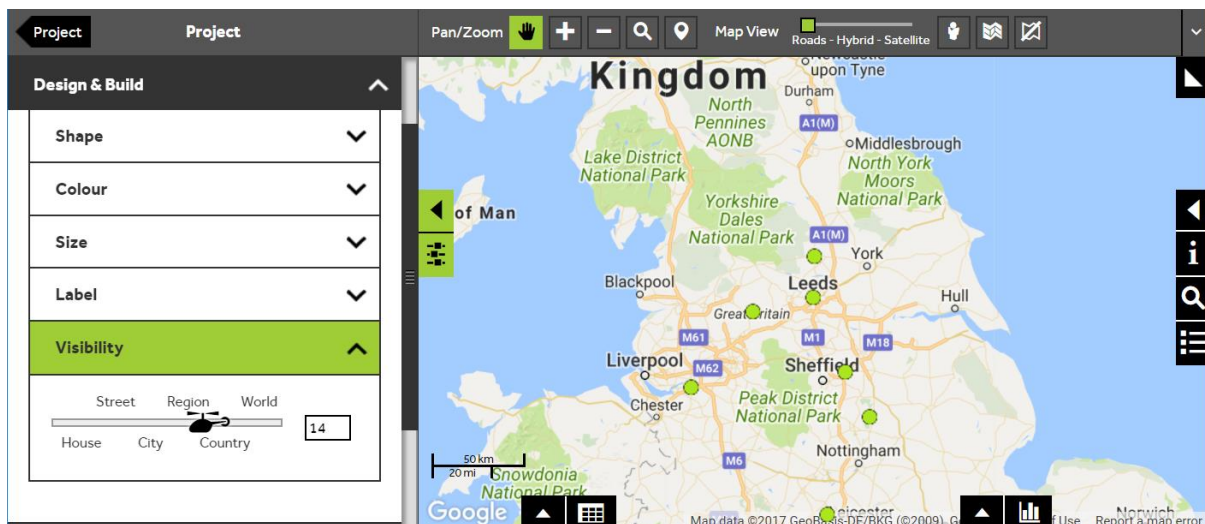 Project
Project
Pan/Zoom
Map View
Roads - Hybrid - Satellite
Design & Build
Shape
Colour
Size
Label
Visibility
Street Region World
House City Country
14
Kingdom
upon Tyne
Durham
North
Pennines
AONB
A1(M)
Middlesbrough
Lake District
National Park
North York
Moors
National Park
of Man
Yorkshire
Dales
National Park
A1(M)
York
Blackpool
Leeds
Hull
M61
M1
M18
Liverpool
M62
Sheffield
Chester
Peak District
National Park
Nottingham
50 km
20 mi
Snowdonia
National Park
M6
Google
Norwich
Map data ©2017 GeoBasis-DE/BKG (©2009), G
f Use
Report a map error